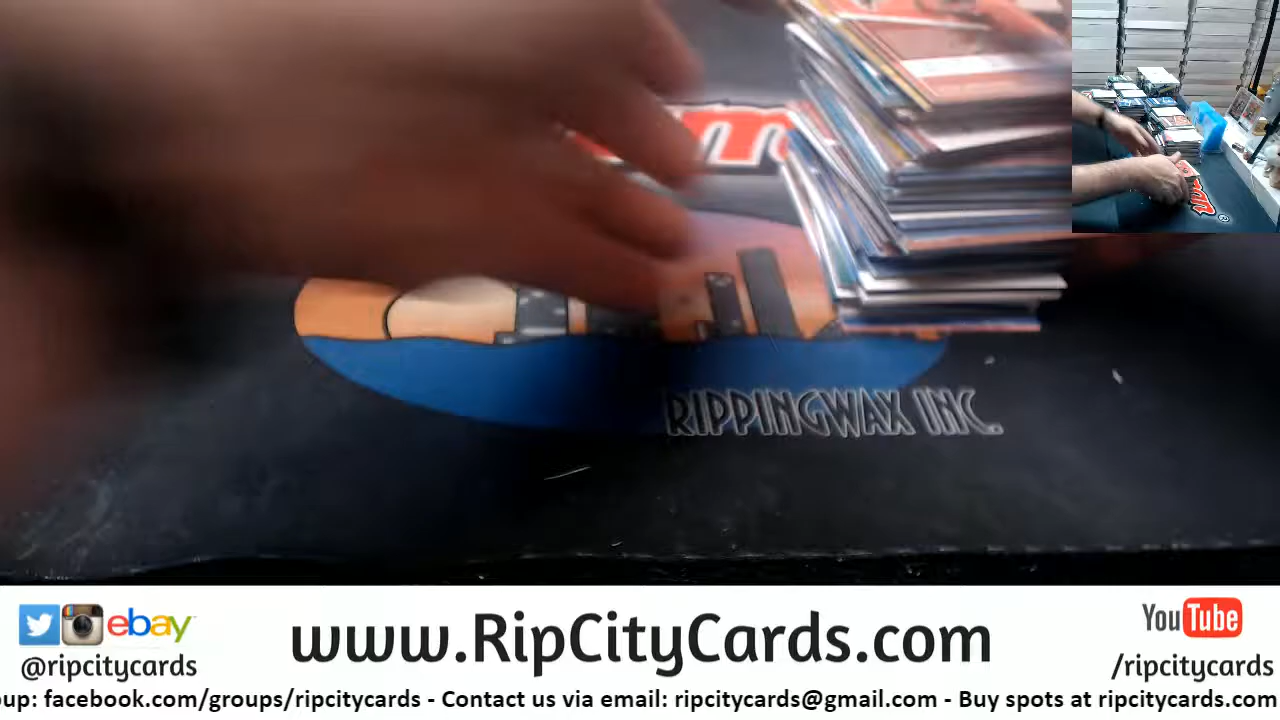 RIPPINGWAX INC.
ebay
@ripcitycards
www.RipCityCards.com
YouTube
/ripcitycards
oup: facebook.com/groups/ripcitycards - Contact us via email: ripcitycards@gmail.com - Buy spots at ripcitycards.com